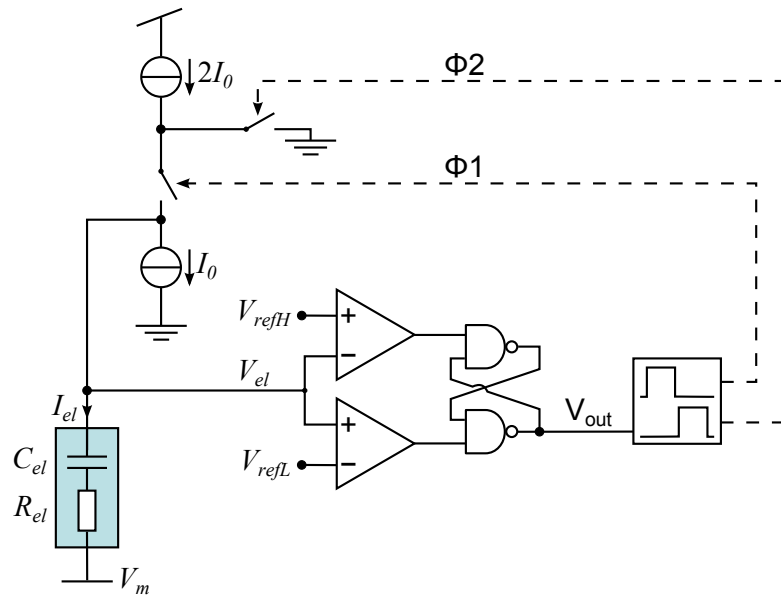 2I0
Φ2
Φ1
I0
VrefH
+
−
Vel
Iel
+
−
VrefL
Vout
Cel
Rel
Vm